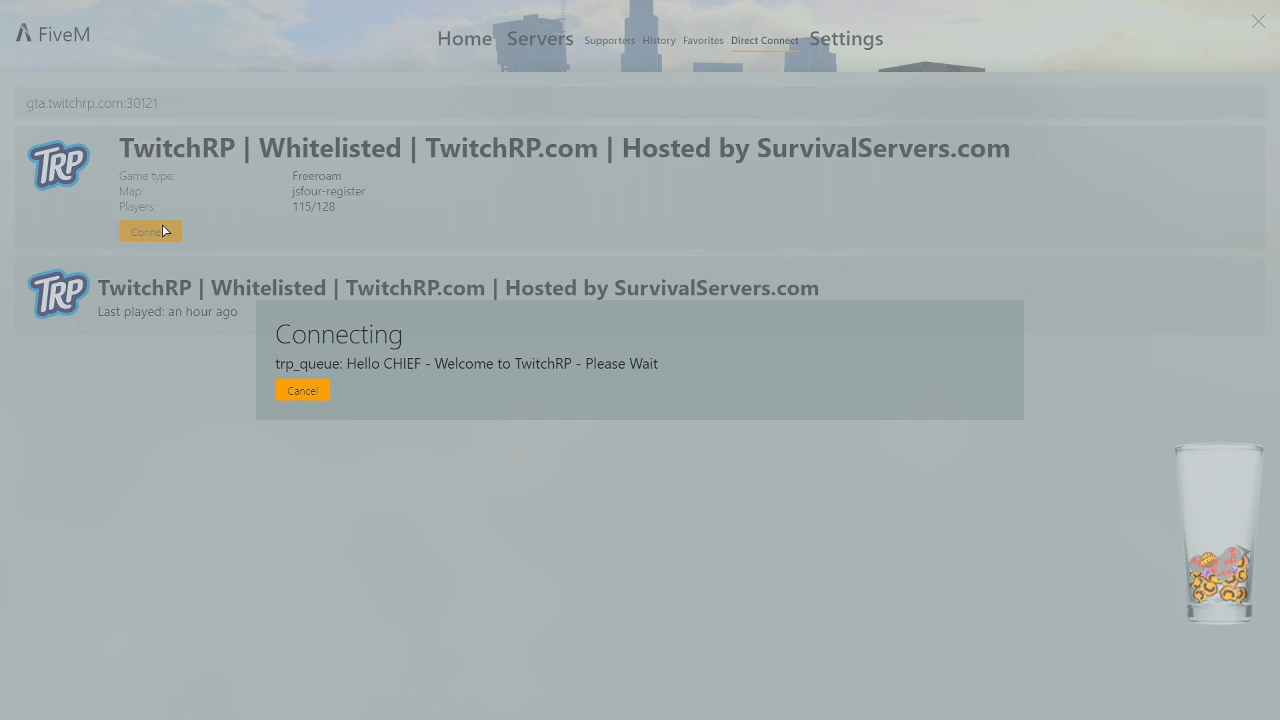 FiveM
Home Servers Supporters History Favorites Direct Connect Settings
gta.twitchrp.com:30121
TRP
TwitchRP | Whitelisted | TwitchRP.com | Hosted by SurvivalServers.com
Game type: Freeroam
Map: jsfour-register
Players: 115/128
TRP
TwitchRP | Whitelisted | TwitchRP.com | Hosted by SurvivalServers.com
Last played: an hour ago
Connecting
trp_queue: Hello CHIEF - Welcome to TwitchRP - Please Wait
Cancel